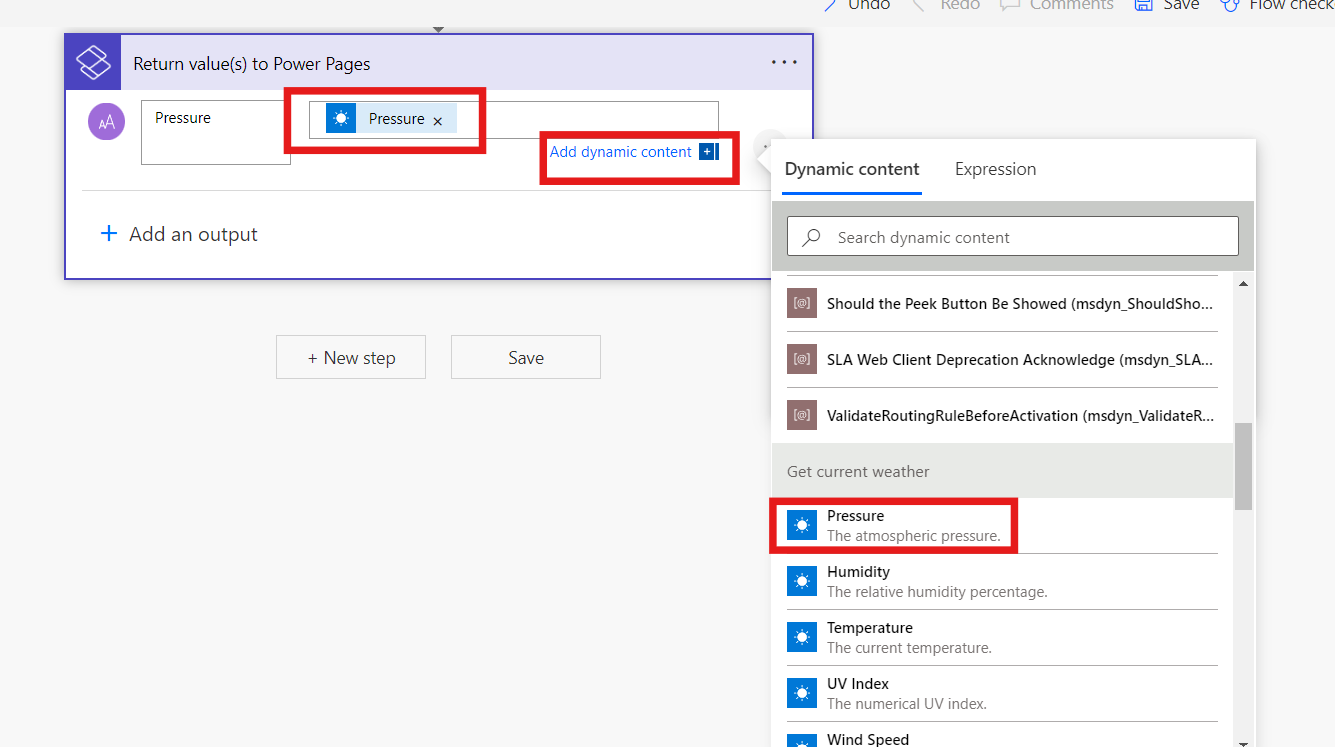 Undo Redo Comments Save Flow check
Return value(s) to Power Pages ...
AA Pressure Pressure ×
Add dynamic content
+ Add an output
+ New step Save
Dynamic content Expression
Search dynamic content
[@] Should the Peek Button Be Showed (msdyn_ShouldSho...
[@] SLA Web Client Deprecation Acknowledge (msdyn_SLA...
[@] ValidateRoutingRuleBeforeActivation (msdyn_ValidateR...
Get current weather
Pressure
The atmospheric pressure.
Humidity
The relative humidity percentage.
Temperature
The current temperature.
UV Index
The numerical UV index.
Wind Speed